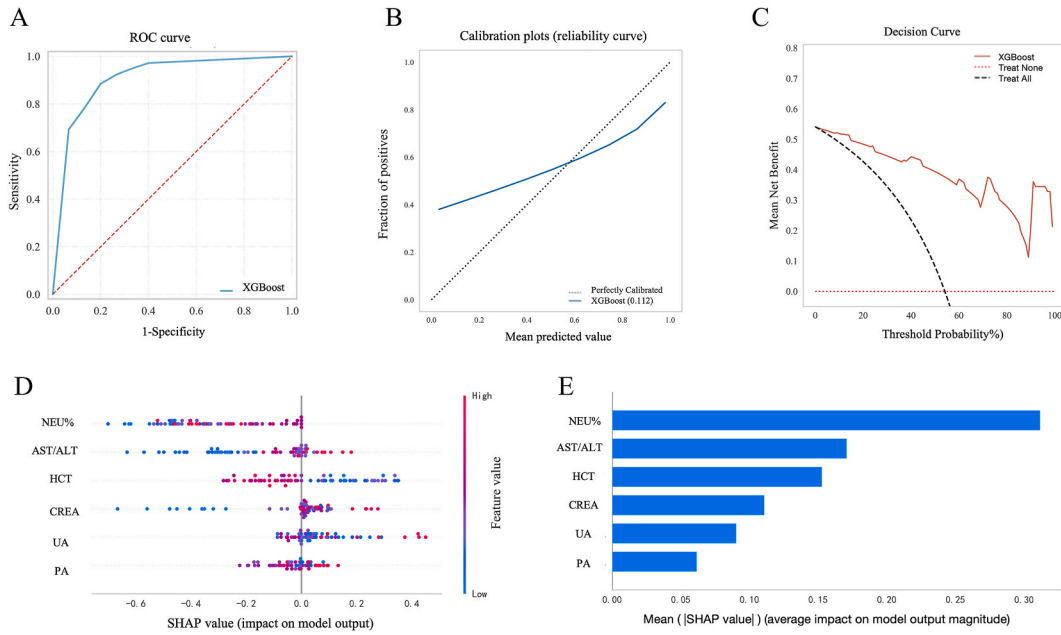 A
ROC curve
1.0
0.8
0.6
0.4
0.2
0.0
Sensitivity
XGBoost
0.0 0.2 0.4 0.6 0.8 1.0
1-Specificity
B
Calibration plots (reliability curve)
1.0
0.8
0.6
0.4
0.2
0.0
Fraction of positives
Perfectly Calibrated
XGBoost (0.112)
0.0 0.2 0.4 0.6 0.8 1.0
Mean predicted value
C
Decision Curve
0.8
0.7
0.6
0.5
0.4
0.3
0.2
0.1
0.0
Mean Net Benefit
XGBoost
Treat None
Treat All
0 20 40 60 80 100
Threshold Probability%)
D
NEU%
AST/ALT
HCT
CREA
UA
PA
−0.6 −0.4 −0.2 0.0 0.2 0.4
SHAP value (impact on model output)
High
Feature value
Low
E
NEU%
AST/ALT
HCT
CREA
UA
PA
0.00 0.05 0.10 0.15 0.20 0.25 0.30
Mean ( |SHAP value| ) (average impact on model output magnitude)